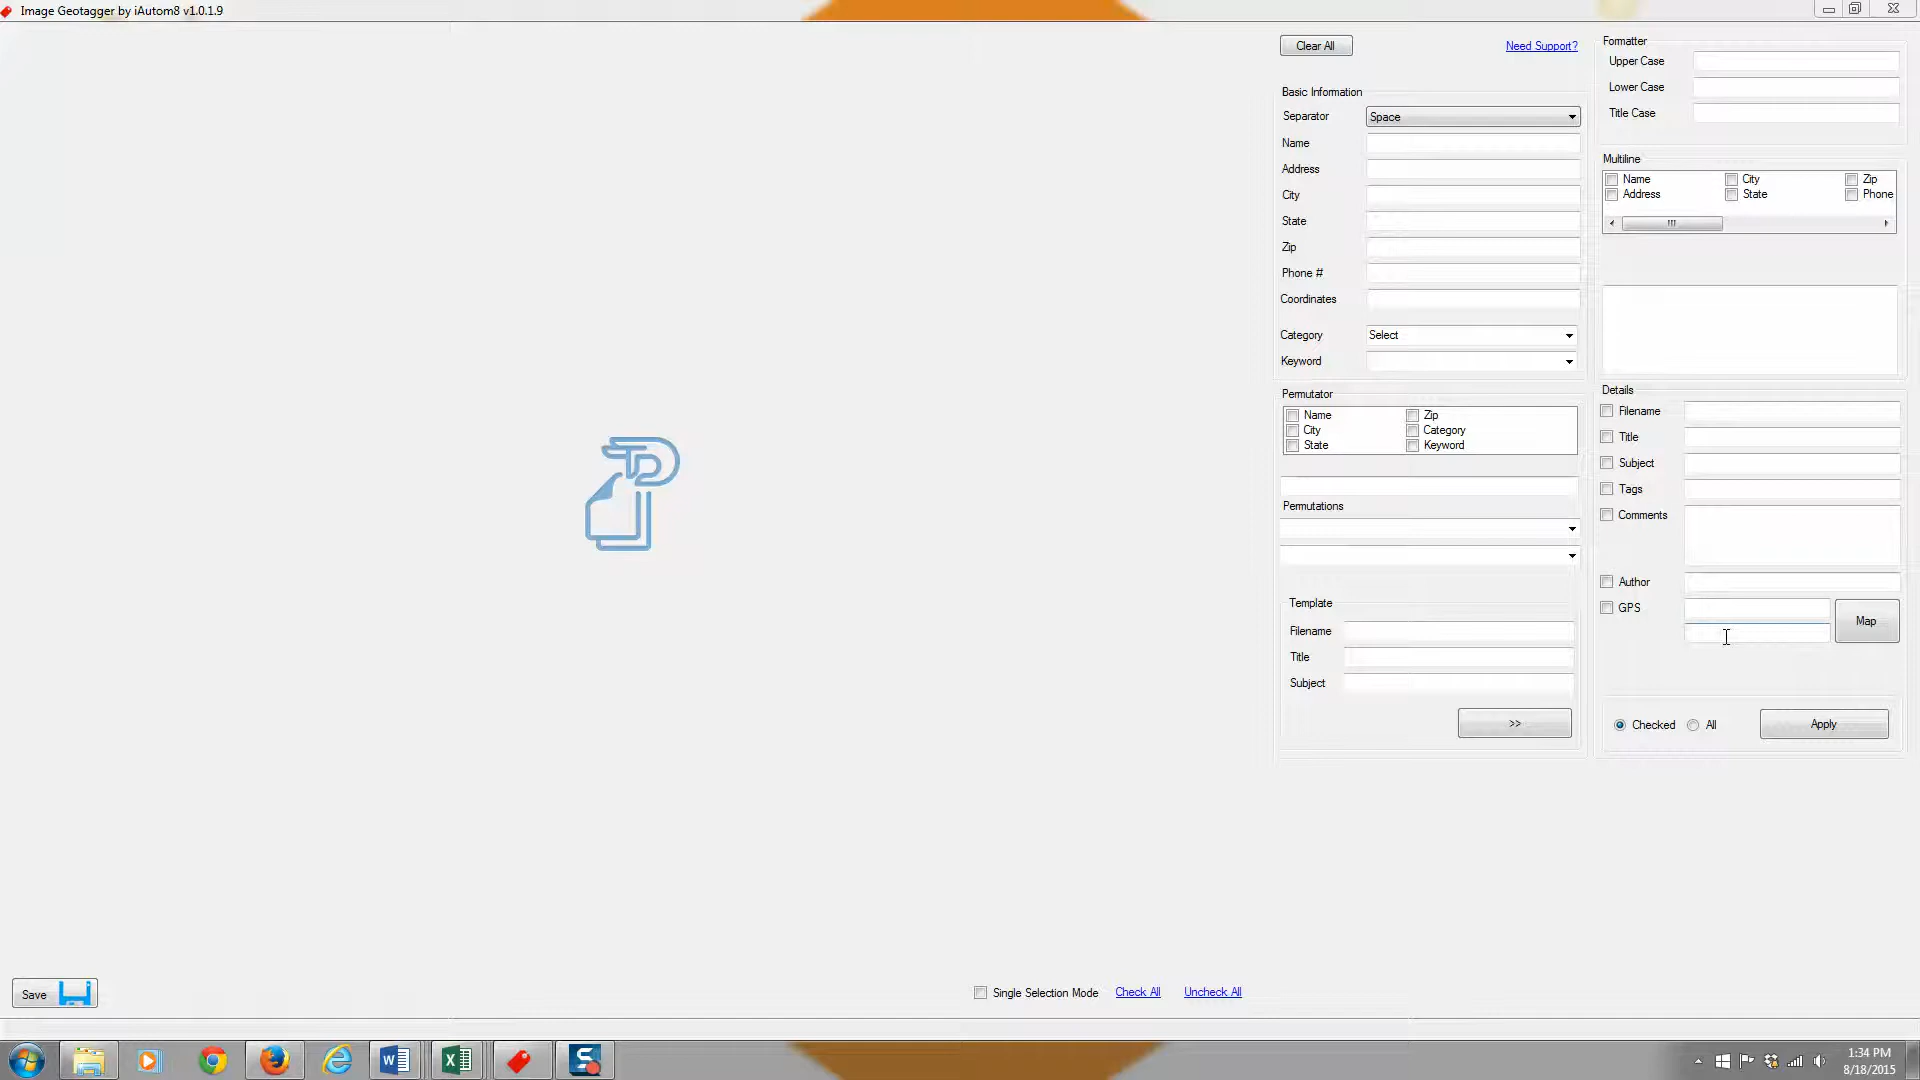 Image Geotagger by iAutom8 v1.0.1.9
Clear All
Need Support?
Basic Information
Separator
Space
Name
Address
City
State
Zip
Phone #
Coordinates
Category
Select
Keyword
Permutator
Name
Zip
City
Category
State
Keyword
Permutations
Template
Filename
Title
Subject
>>
Formatter
Upper Case
Lower Case
Title Case
Multiline
Name
City
Zip
Address
State
Phone
Details
Filename
Title
Subject
Tags
Comments
Author
GPS
Map
Checked
All
Apply
Save
Single Selection Mode
Check All
Uncheck All
1:34 PM
8/18/2015